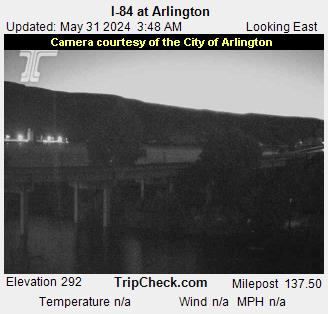 I-84 at Arlington
Updated: May 31 2024 3:48 AM Looking East
Camera courtesy of the City of Arlington
Elevation 292 TripCheck.com Milepost 137.50
Temperature n/a Wind n/a MPH n/a